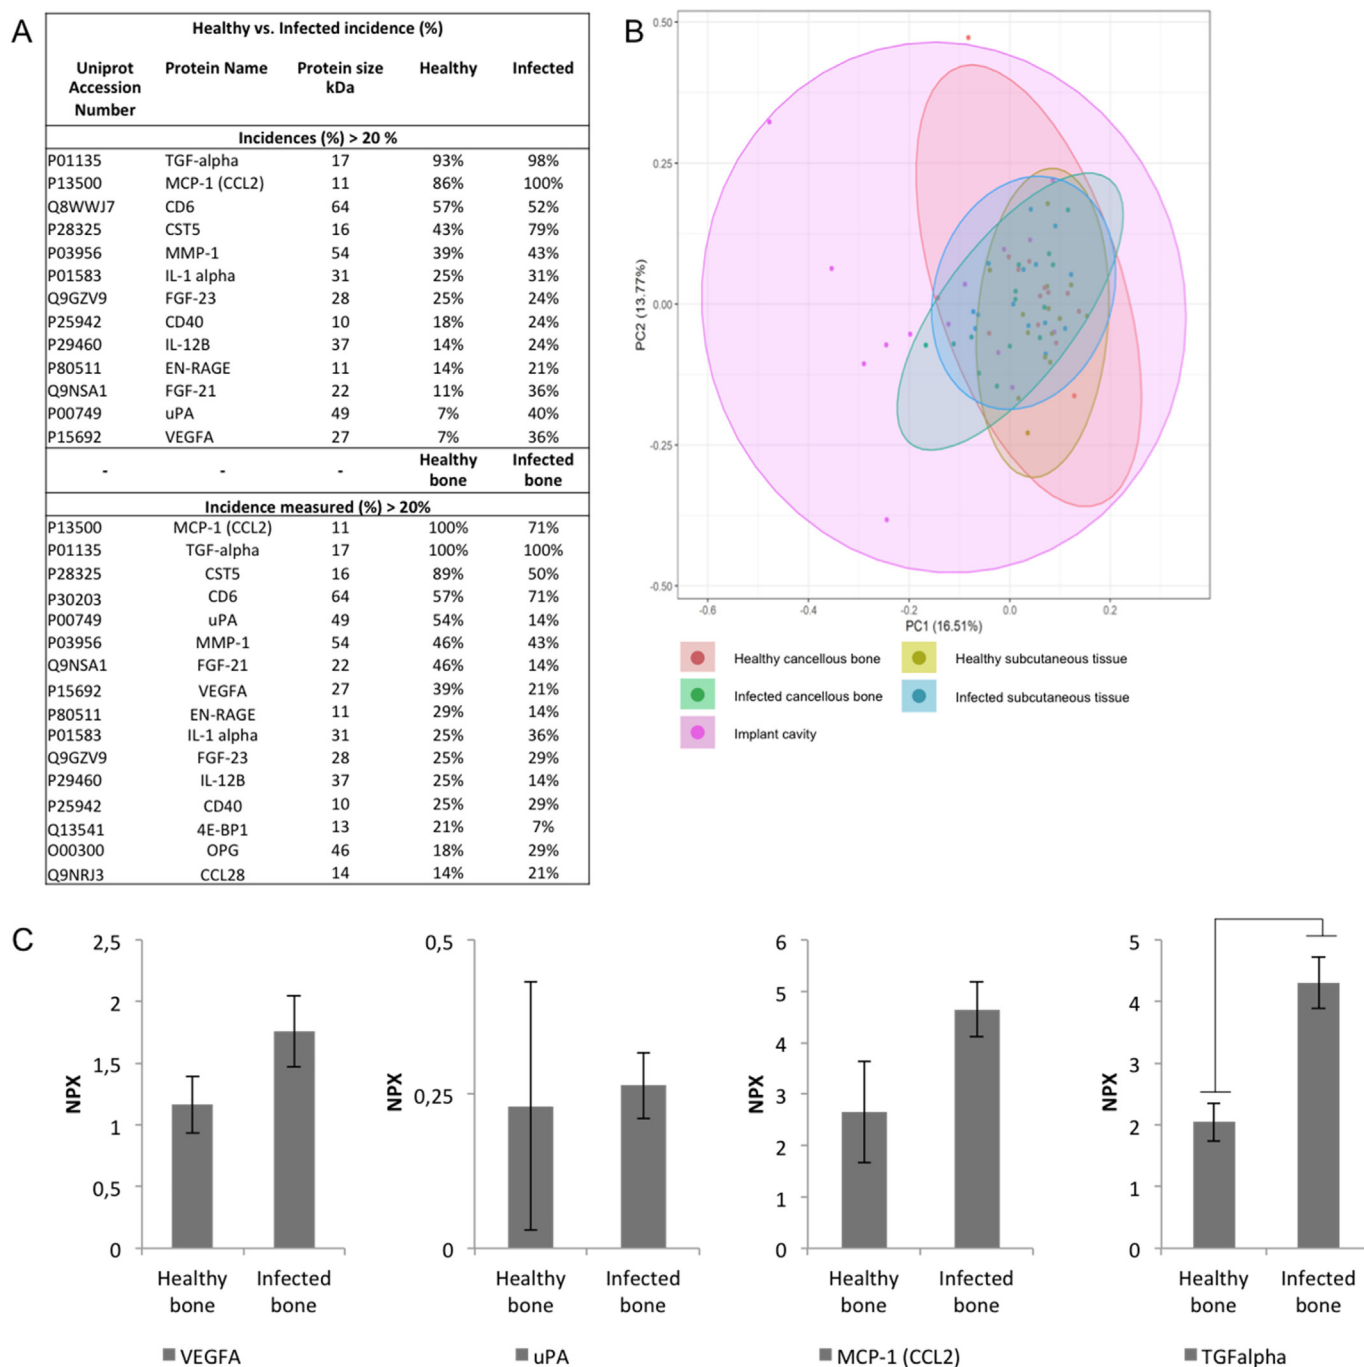 A
Healthy vs. Infected incidence (%)
Uniprot Accession Number Protein Name Protein size kDa Healthy Infected
Incidences (%) > 20 %
P01135 TGF-alpha 17 93% 98%
P13500 MCP-1 (CCL2) 11 86% 100%
Q8WWJ7 CD6 64 57% 52%
P28325 CST5 16 43% 79%
P03956 MMP-1 54 39% 43%
P01583 IL-1 alpha 31 25% 31%
Q9GZV9 FGF-23 28 25% 24%
P25942 CD40 10 18% 24%
P29460 IL-12B 37 14% 24%
P80511 EN-RAGE 11 14% 21%
Q9NSA1 FGF-21 22 11% 36%
P00749 uPA 49 7% 40%
P15692 VEGFA 27 7% 36%
- - - Healthy bone Infected bone
Incidence measured (%) > 20%
P13500 MCP-1 (CCL2) 11 100% 71%
P01135 TGF-alpha 17 100% 100%
P28325 CST5 16 89% 50%
P30203 CD6 64 57% 71%
P00749 uPA 49 54% 14%
P03956 MMP-1 54 46% 43%
Q9NSA1 FGF-21 22 46% 14%
P15692 VEGFA 27 39% 21%
P80511 EN-RAGE 11 29% 14%
P01583 IL-1 alpha 31 25% 36%
Q9GZV9 FGF-23 28 25% 29%
P29460 IL-12B 37 25% 14%
P25942 CD40 10 25% 29%
Q13541 4E-BP1 13 21% 7%
O00300 OPG 46 18% 29%
Q9NRJ3 CCL28 14 14% 21%
B
0.50
0.25
0.00
-0.25
-0.50
PC2 (13.77%)
-0.6 -0.4 -0.2 0.0 0.2
PC1 (16.51%)
Healthy cancellous bone Healthy subcutaneous tissue
Infected cancellous bone Infected subcutaneous tissue
Implant cavity
C
2,5
2
1,5
1
0,5
0
NPX
Healthy bone Infected bone
VEGFA
0,5
0,25
0
NPX
Healthy bone Infected bone
uPA
6
5
4
3
2
1
0
NPX
Healthy bone Infected bone
MCP-1 (CCL2)
5
4
3
2
1
0
NPX
Healthy bone Infected bone
TGFalpha